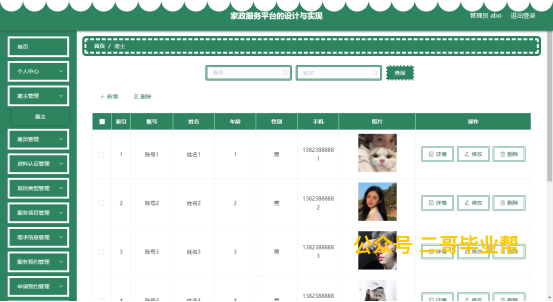 家政服务平台的设计与实现
管理员 abo 退出登录
首页
首页 / 雇主
个人中心
账号 姓名 查询
雇主管理
+ 新增 删除
雇主
索引 账号 姓名 年龄 性别 手机 照片 操作
雇员管理
1 账号1 姓名1 1 男 13823888881 详情 修改 删除
资料认证管理
项目类型管理
2 账号2 姓名2 2 男 13823888882 详情 修改 删除
服务项目管理
需求信息管理
3 账号3 姓名3 3 男 13823888883 详情 修改 删除
公众号 二哥毕业帮
服务预约管理
申请预约管理
4 账号4 姓名4 4 男 1382388888 详情 修改 删除